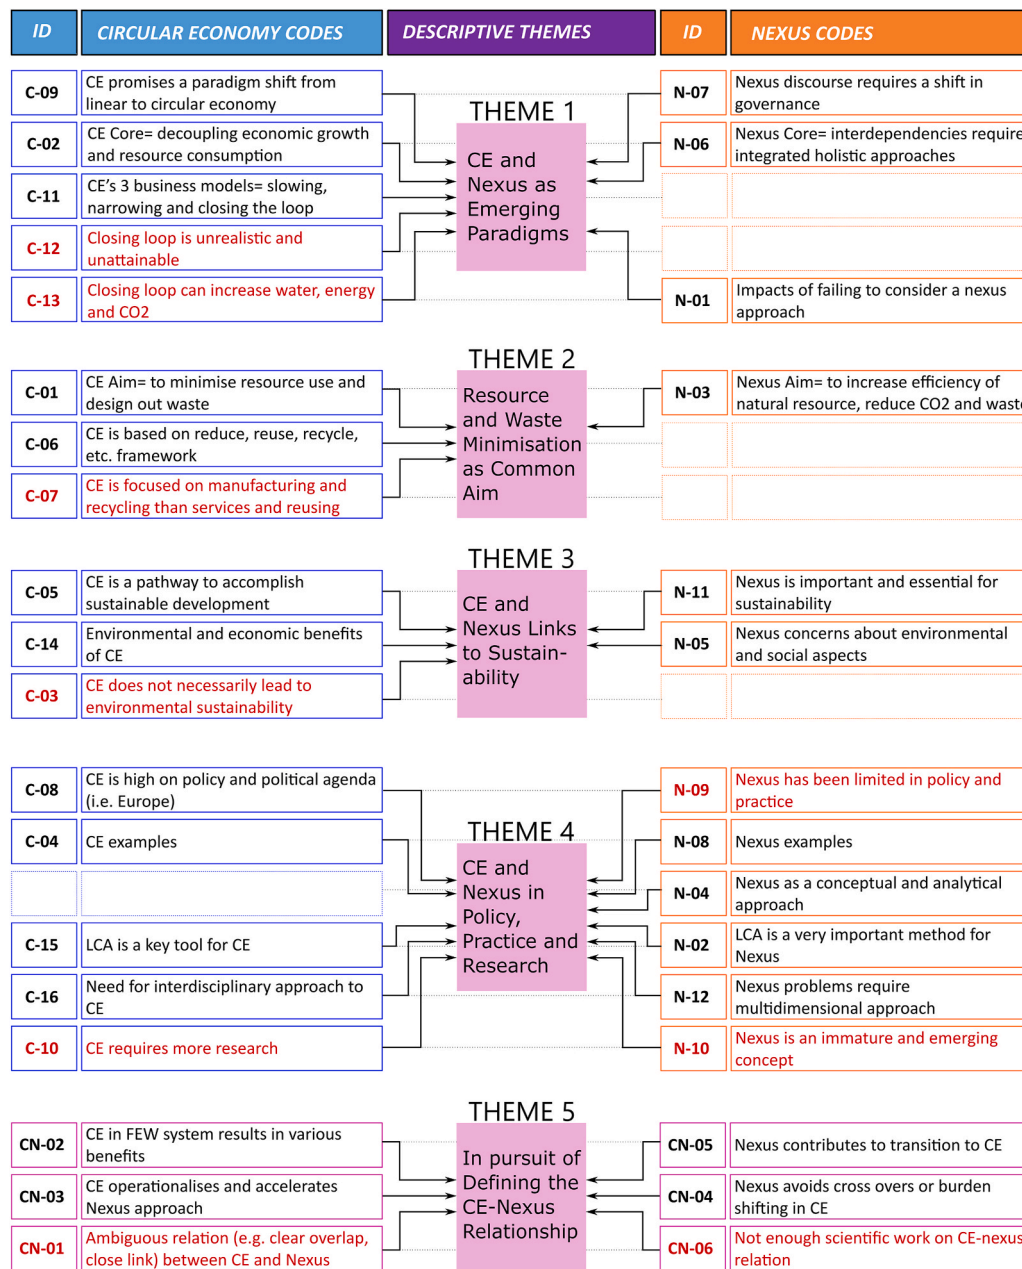 ID CIRCULAR ECONOMY CODES DESCRIPTIVE THEMES ID NEXUS CODES
C-09
CE promises a paradigm shift from
linear to circular economy
C-02
CE Core= decoupling economic growth
and resource consumption
C-11
CE's 3 business models= slowing,
narrowing and closing the loop
C-12
Closing loop is unrealistic and
unattainable
C-13
Closing loop can increase water, energy
and CO2
THEME 1
CE and
Nexus as
Emerging
Paradigms
N-07
Nexus discourse requires a shift in
governance
N-06
Nexus Core= interdependencies require
integrated holistic approaches
N-01
Impacts of failing to consider a nexus
approach
C-01
CE Aim= to minimise resource use and
design out waste
C-06
CE is based on reduce, reuse, recycle,
etc. framework
C-07
CE is focused on manufacturing and
recycling than services and reusing
THEME 2
Resource
and Waste
Minimisation
as Common
Aim
N-03
Nexus Aim= to increase efficiency of
natural resource, reduce CO2 and waste
C-05
CE is a pathway to accomplish
sustainable development
C-14
Environmental and economic benefits
of CE
C-03
CE does not necessarily lead to
environmental sustainability
THEME 3
CE and
Nexus Links
to Sustain-
ability
N-11
Nexus is important and essential for
sustainability
N-05
Nexus concerns about environmental
and social aspects
C-08
CE is high on policy and political agenda
(i.e. Europe)
C-04
CE examples
C-15
LCA is a key tool for CE
C-16
Need for interdisciplinary approach to
CE
C-10
CE requires more research
THEME 4
CE and
Nexus in
Policy,
Practice and
Research
N-09
Nexus has been limited in policy and
practice
N-08
Nexus examples
N-04
Nexus as a conceptual and analytical
approach
N-02
LCA is a very important method for
Nexus
N-12
Nexus problems require
multidimensional approach
N-10
Nexus is an immature and emerging
concept
CN-02
CE in FEW system results in various
benefits
CN-03
CE operationalises and accelerates
Nexus approach
CN-01
Ambiguous relation (e.g. clear overlap,
close link) between CE and Nexus
THEME 5
In pursuit of
Defining the
CE-Nexus
Relationship
CN-05
Nexus contributes to transition to CE
CN-04
Nexus avoids cross overs or burden
shifting in CE
CN-06
Not enough scientific work on CE-nexus
relation